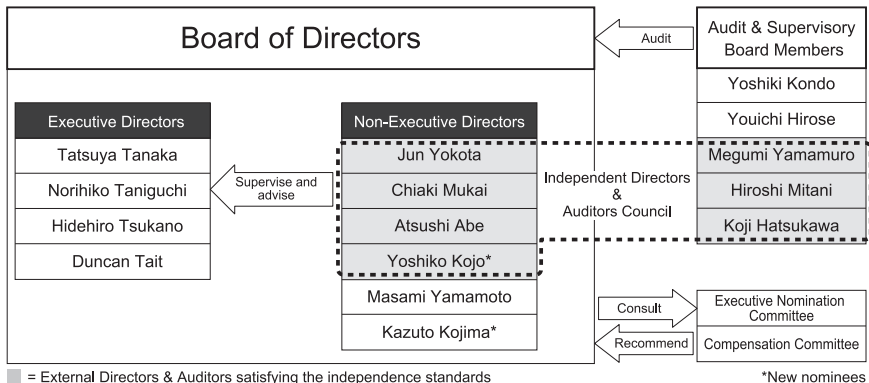 Board of Directors
Audit
Audit & Supervisory
Board Members
Yoshiki Kondo
Youichi Hirose
Megumi Yamamuro
Hiroshi Mitani
Koji Hatsukawa
Executive Directors
Tatsuya Tanaka
Norihiko Taniguchi
Hidehiro Tsukano
Duncan Tait
Supervise and
advise
Non-Executive Directors
Jun Yokota
Chiaki Mukai
Atsushi Abe
Yoshiko Kojo*
Masami Yamamoto
Kazuto Kojima*
Independent Directors
&
Auditors Council
Consult
Recommend
Executive Nomination
Committee
Compensation Committee
= External Directors & Auditors satisfying the independence standards
*New nominees